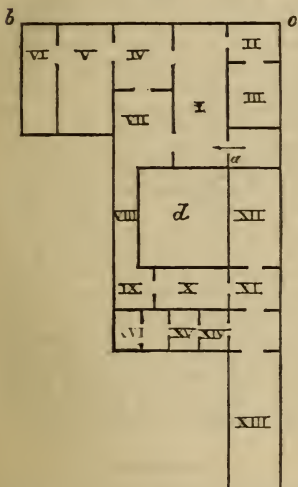 b c
II
VI V IV
III
I
VII
a
VIII d XII
IX X XI
XVI XV XIV
XIII